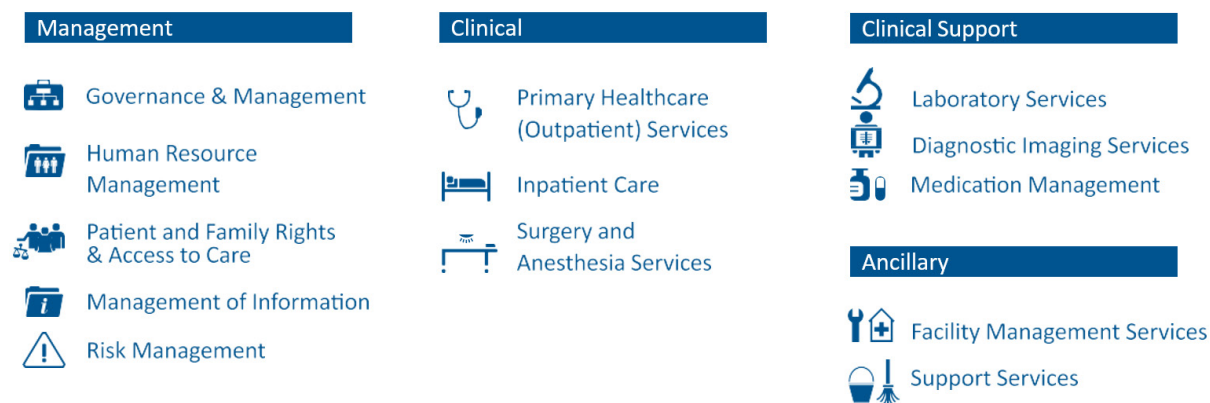 Management
Governance & Management
Human Resource
Management
Patient and Family Rights
& Access to Care
Management of Information
Risk Management
Clinical
Primary Healthcare
(Outpatient) Services
Inpatient Care
Surgery and
Anesthesia Services
Clinical Support
Laboratory Services
Diagnostic Imaging Services
Medication Management
Ancillary
Facility Management Services
Support Services